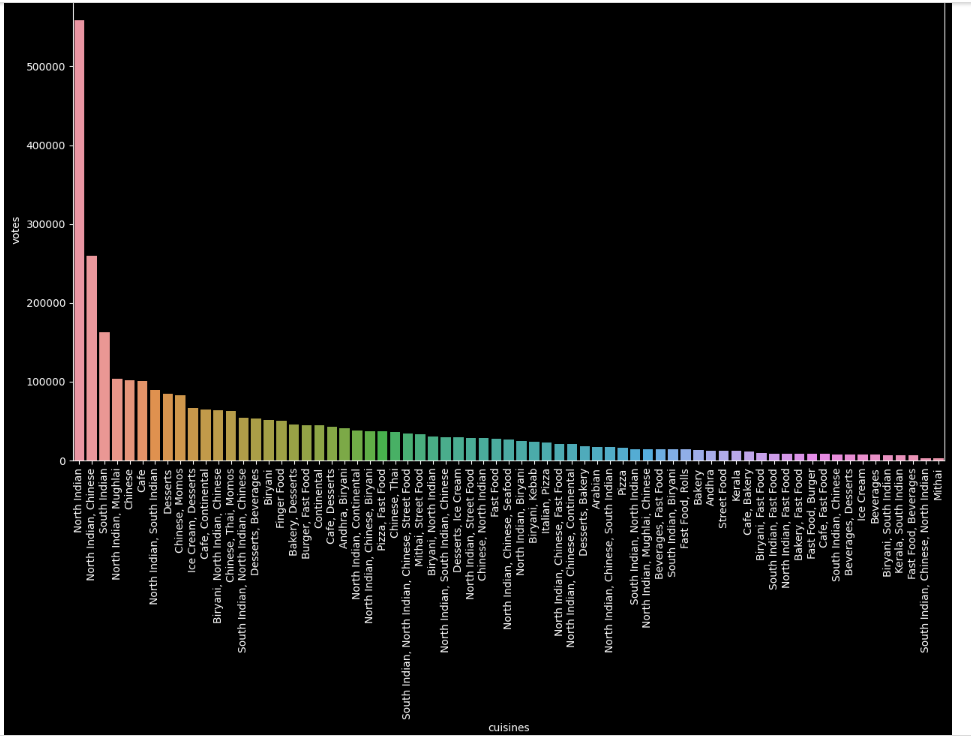 500000
400000
300000
200000
100000
0
votes
North Indian
North Indian, Chinese
South Indian
North Indian, Mughlai
Chinese
Cafe
North Indian, South Indian
Desserts
Chinese, Momos
Ice Cream, Desserts
Cafe, Continental
Biryani, North Indian, Chinese
Chinese, Thai, Momos
South Indian, North Indian, Chinese
Desserts, Beverages
Biryani
Finger Food
Bakery, Desserts
Burger, Fast Food
Continental
Cafe, Desserts
Andhra, Biryani
North Indian, Continental
North Indian, Chinese, Biryani
Pizza, Fast Food
Chinese, Thai
South Indian, North Indian, Chinese, Street Food
Mithai, Street Food
Biryani, North Indian
North Indian, South Indian, Chinese
Desserts, Ice Cream
North Indian, Street Food
Chinese, North Indian
Fast Food
North Indian, Chinese, Seafood
North Indian, Biryani
Biryani, Kebab
Italian, Pizza
North Indian, Chinese, Fast Food
North Indian, Chinese, Continental
Desserts, Bakery
Arabian
North Indian, Chinese, South Indian
Pizza
South Indian, North Indian
North Indian, Mughlai, Chinese
Beverages, Fast Food
South Indian, Biryani
Fast Food, Rolls
Bakery
Andhra
Street Food
Kerala
Cafe, Bakery
Biryani, Fast Food
South Indian, Fast Food
North Indian, Fast Food
Bakery, Fast Food
Fast Food, Burger
Cafe, Fast Food
South Indian, Chinese
Beverages, Desserts
Ice Cream
Beverages
Biryani, South Indian
Kerala, South Indian
Fast Food, Beverages
South Indian, Chinese, North Indian
Mithai
cuisines